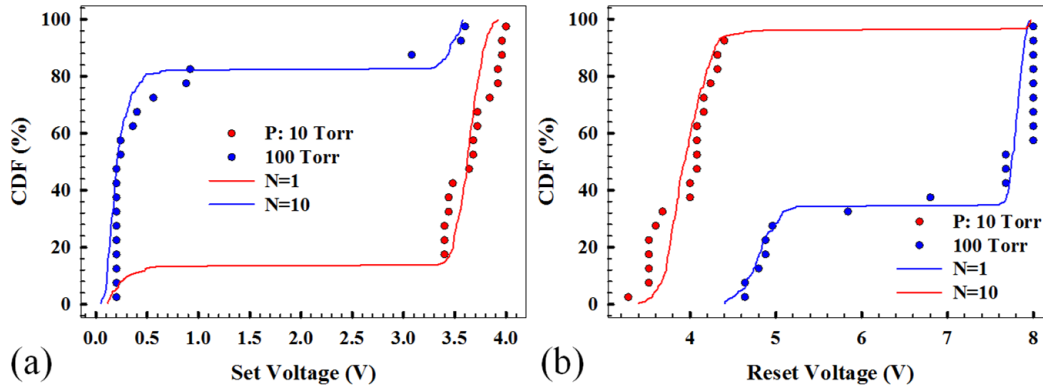 100
80
60
40
20
0
CDF (%)
P: 10 Torr
100 Torr
N=1
N=10
0.0 0.5 1.0 1.5 2.0 2.5 3.0 3.5 4.0
(a) Set Voltage (V)
100
80
60
40
20
0
CDF (%)
P: 10 Torr
100 Torr
N=1
N=10
4 5 6 7 8
(b) Reset Voltage (V)